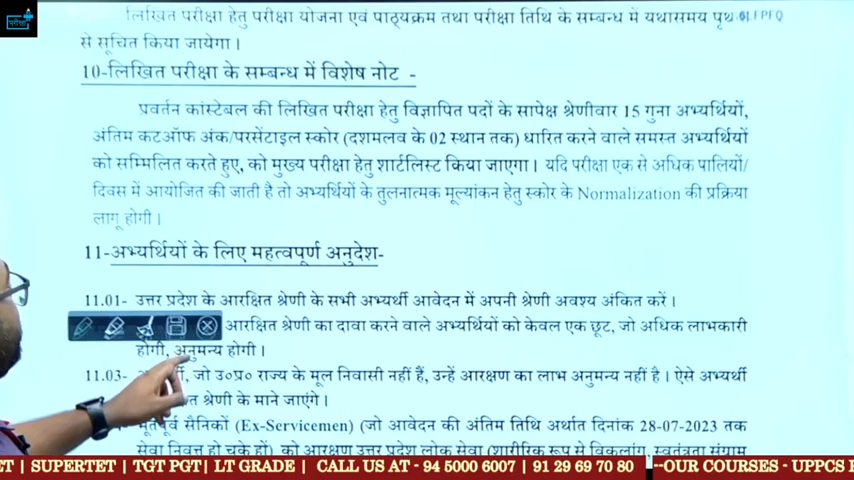 परीक्षा
लिखित परीक्षा हेतु परीक्षा योजना एवं पाठ्यक्रम तथा परीक्षा तिथि के सम्बन्ध में यथासमय पृथक
से सूचित किया जायेगा।
10-लिखित परीक्षा के सम्बन्ध में विशेष नोट -
प्रवर्तन कांस्टेबल की लिखित परीक्षा हेतु विज्ञापित पदों के सापेक्ष श्रेणीवार 15 गुना अभ्यर्थियों,
अंतिम कटऑफ अंक/परसेंटाइल स्कोर (दशमलव के 02 स्थान तक) धारित करने वाले समस्त अभ्यर्थियों
को सम्मिलित करते हुए, को मुख्य परीक्षा हेतु शार्टलिस्ट किया जाएगा। यदि परीक्षा एक से अधिक पालियों/
दिवस में आयोजित की जाती है तो अभ्यर्थियों के तुलनात्मक मूल्यांकन हेतु स्कोर के Normalization की प्रक्रिया
लागू होगी।
11-अभ्यर्थियों के लिए महत्वपूर्ण अनुदेश-
11.01- उत्तर प्रदेश के आरक्षित श्रेणी के सभी अभ्यर्थी आवेदन में अपनी श्रेणी अवश्य अंकित करें।
आरक्षित श्रेणी का दावा करने वाले अभ्यर्थियों को केवल एक छूट, जो अधिक लाभकारी
होगी, अनुमन्य होगी।
11.03- जो उ०प्र० राज्य के मूल निवासी नहीं हैं, उन्हें आरक्षण का लाभ अनुमन्य नहीं है। ऐसे अभ्यर्थी
श्रेणी के माने जाएंगे।
भूतपूर्व सैनिकों (Ex-Servicemen) (जो आवेदन की अंतिम तिथि अर्थात दिनांक 28-07-2023 तक
सेवा निवृत्त हो चुके हों) को आरक्षण उत्तर प्रदेश लोक सेवा (शारीरिक रूप से विकलांग, स्वतंत्रता संग्राम
ET | SUPERTET | TGT PGT| LT GRADE | CALL US AT - 94 5000 6007 | 91 29 69 70 80 --OUR COURSES - UPPCS